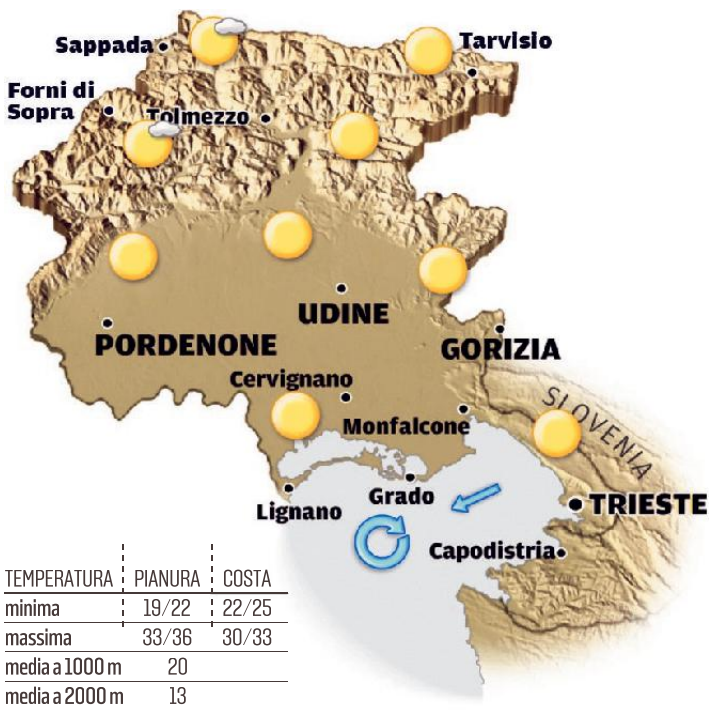 Sappada
Tarvisio
Forni di
Sopra
Tolmezzo
UDINE
PORDENONE
GORIZIA
Cervignano
SLOVENIA
Monfalcone
Grado
Lignano
TRIESTE
Capodistria
TEMPERATURA PIANURA COSTA
minima 19/22 22/25
massima 33/36 30/33
media a 1000 m 20
media a 2000 m 13